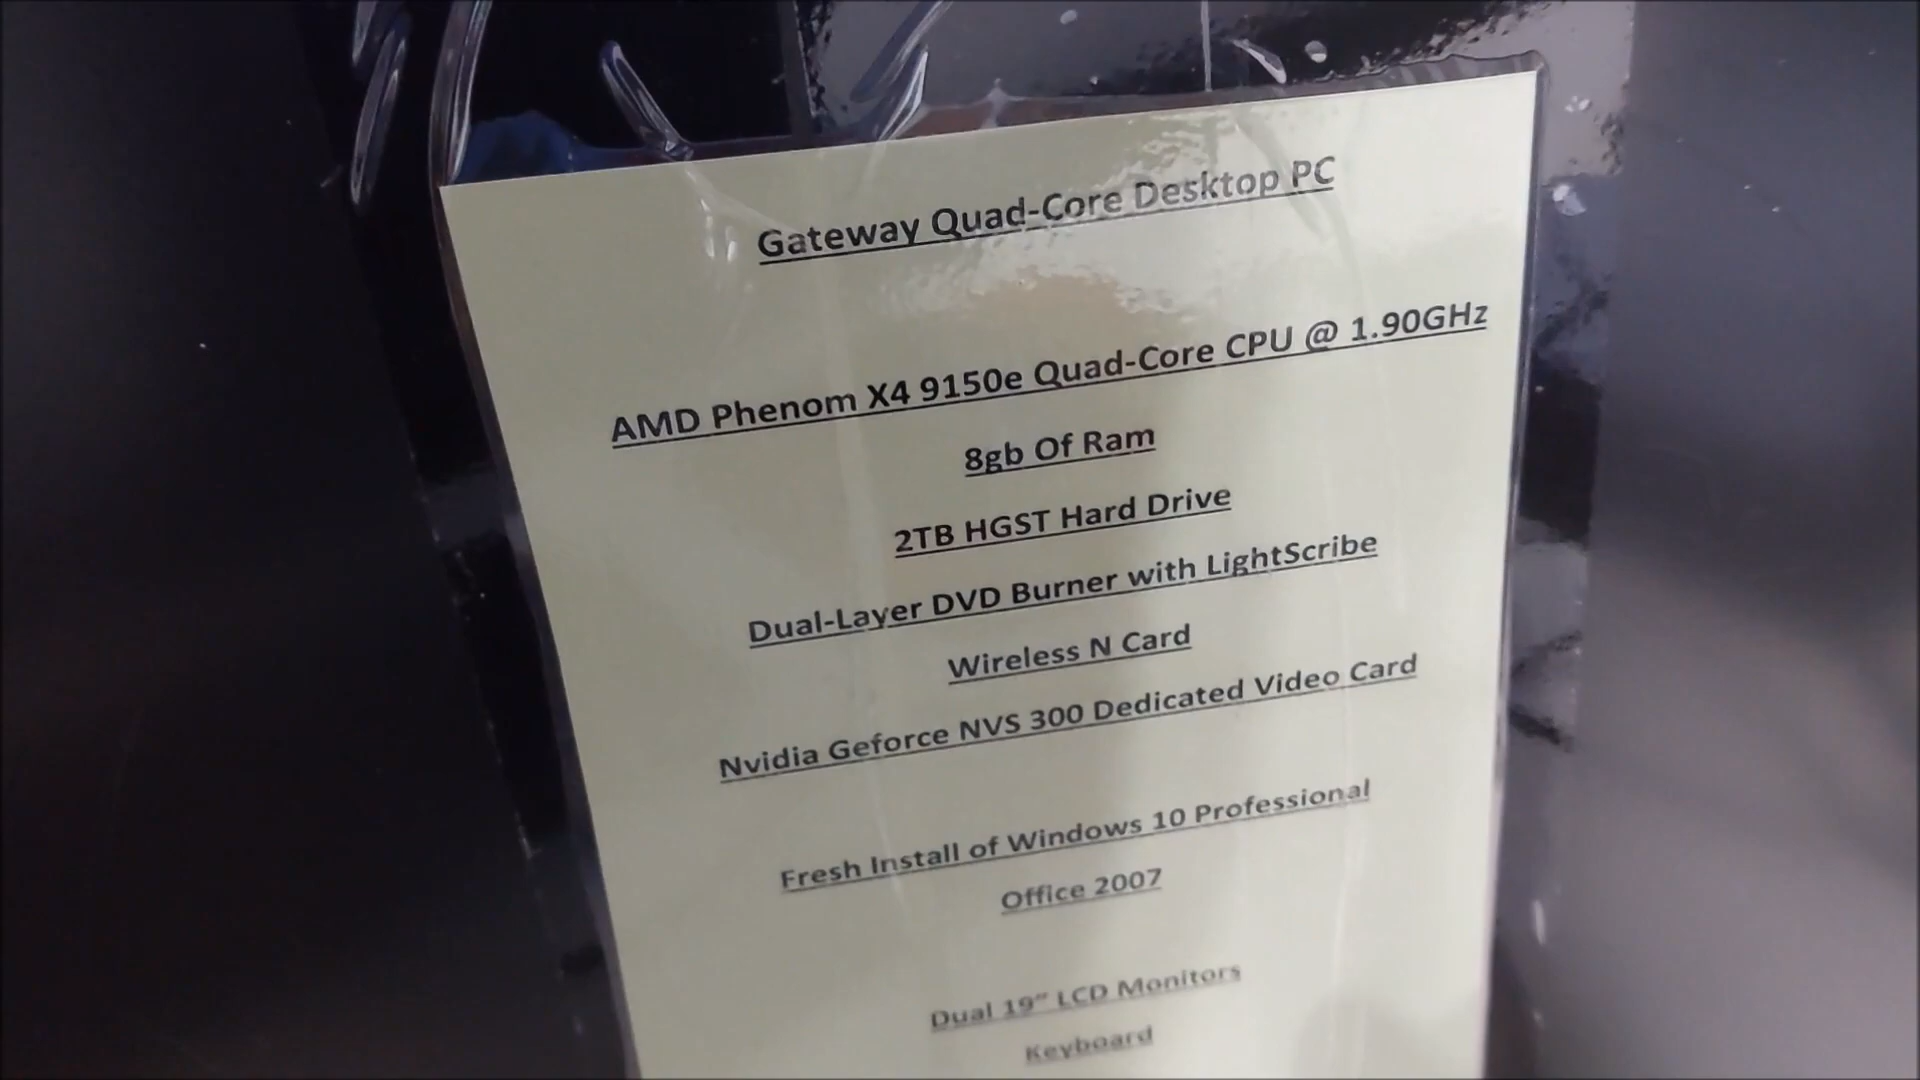 Gateway Quad-Core Desktop PC
AMD Phenom X4 9150e Quad-Core CPU @ 1.90GHz
8gb Of Ram
2TB HGST Hard Drive
Dual-Layer DVD Burner with LightScribe
Wireless N Card
Nvidia Geforce NVS 300 Dedicated Video Card
Fresh Install of Windows 10 Professional
Office 2007
Dual 19” LCD Monitors
Keyboard